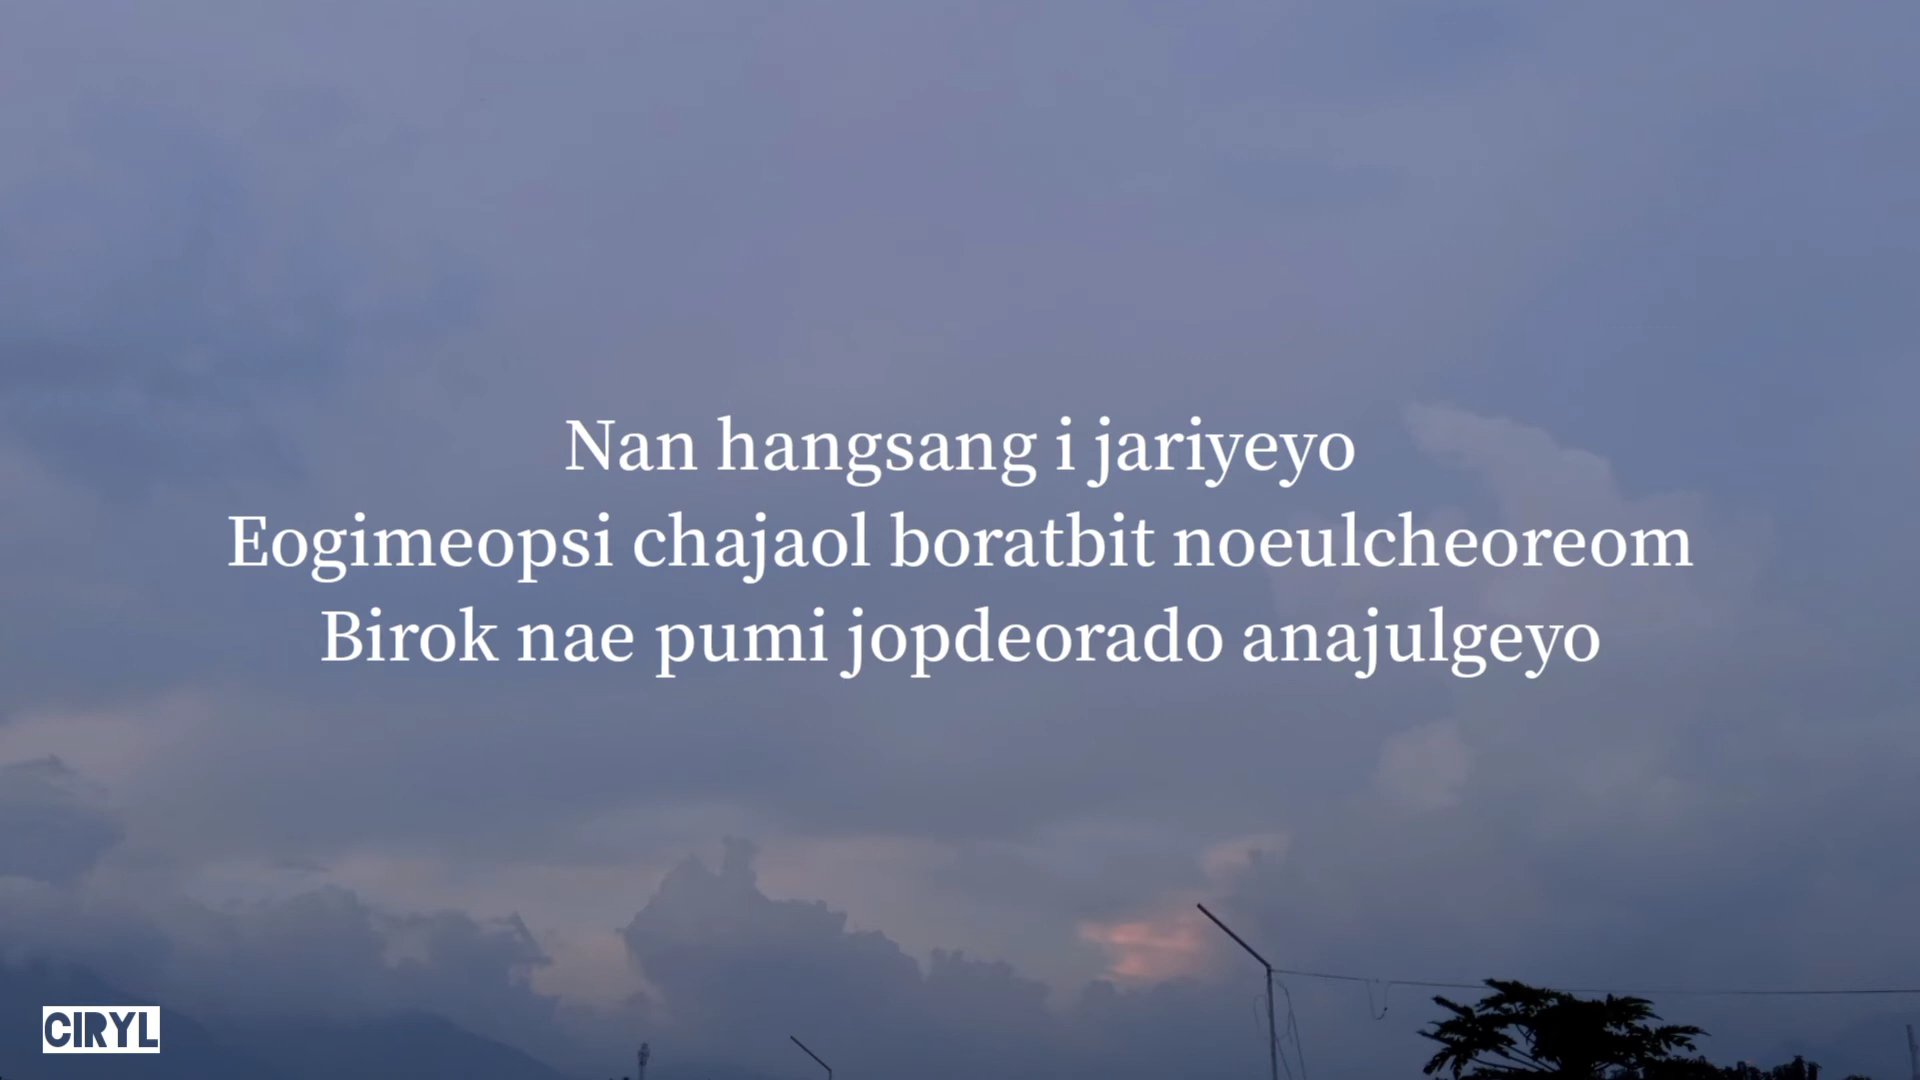 Nan hangsang i jariyeyo
Eogimeopsi chajaol boratbit noeulcheoreom
Birok nae pumi jopdeorado anajulgeyo
CIRYL